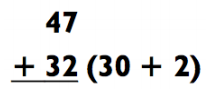 47
+ 32 (30 + 2)